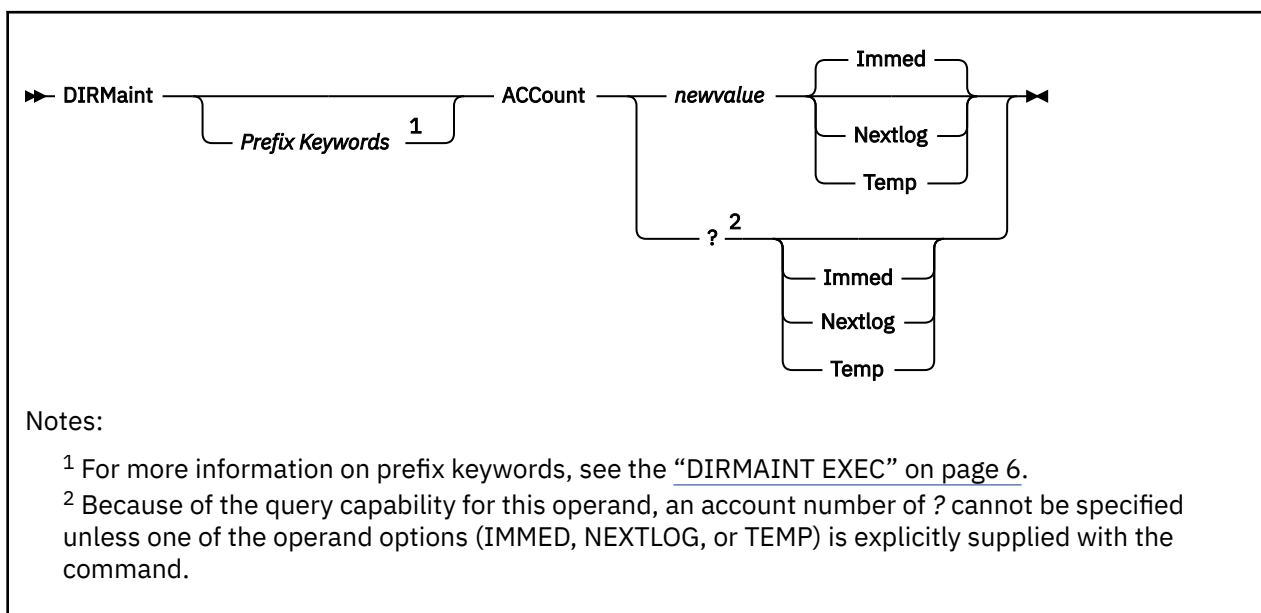 Immed
DIRMaint ACCount newvalue
Prefix Keywords 1
Nextlog
Temp
? 2
Immed
Nextlog
Temp
Notes:
1 For more information on prefix keywords, see the “DIRMAINT EXEC” on page 6.
2 Because of the query capability for this operand, an account number of ? cannot be specified
unless one of the operand options (IMMED, NEXTLOG, or TEMP) is explicitly supplied with the
command.